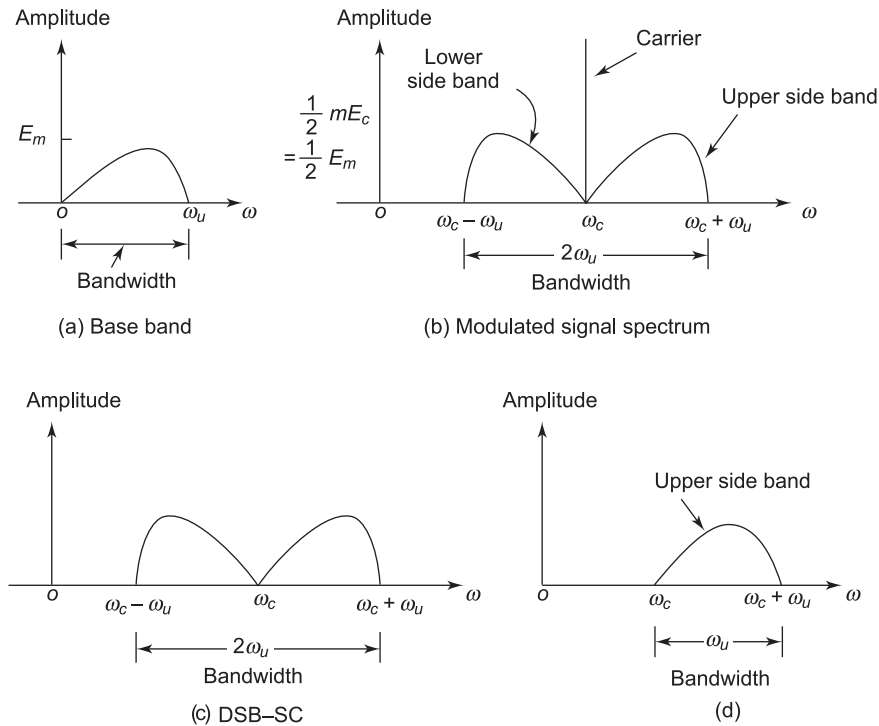 Amplitude
E_m
o
ω_u
ω
Bandwidth
(a) Base band
Amplitude
Carrier
Lower
side band
Upper side band
1/2 mE_c
= 1/2 E_m
o
ω_c – ω_u
ω_c
ω_c + ω_u
ω
2ω_u
Bandwidth
(b) Modulated signal spectrum
Amplitude
o
ω_c – ω_u
ω_c
ω_c + ω_u
ω
2ω_u
Bandwidth
(c) DSB–SC
Amplitude
Upper side band
o
ω_c
ω_c + ω_u
ω
ω_u
Bandwidth
(d)